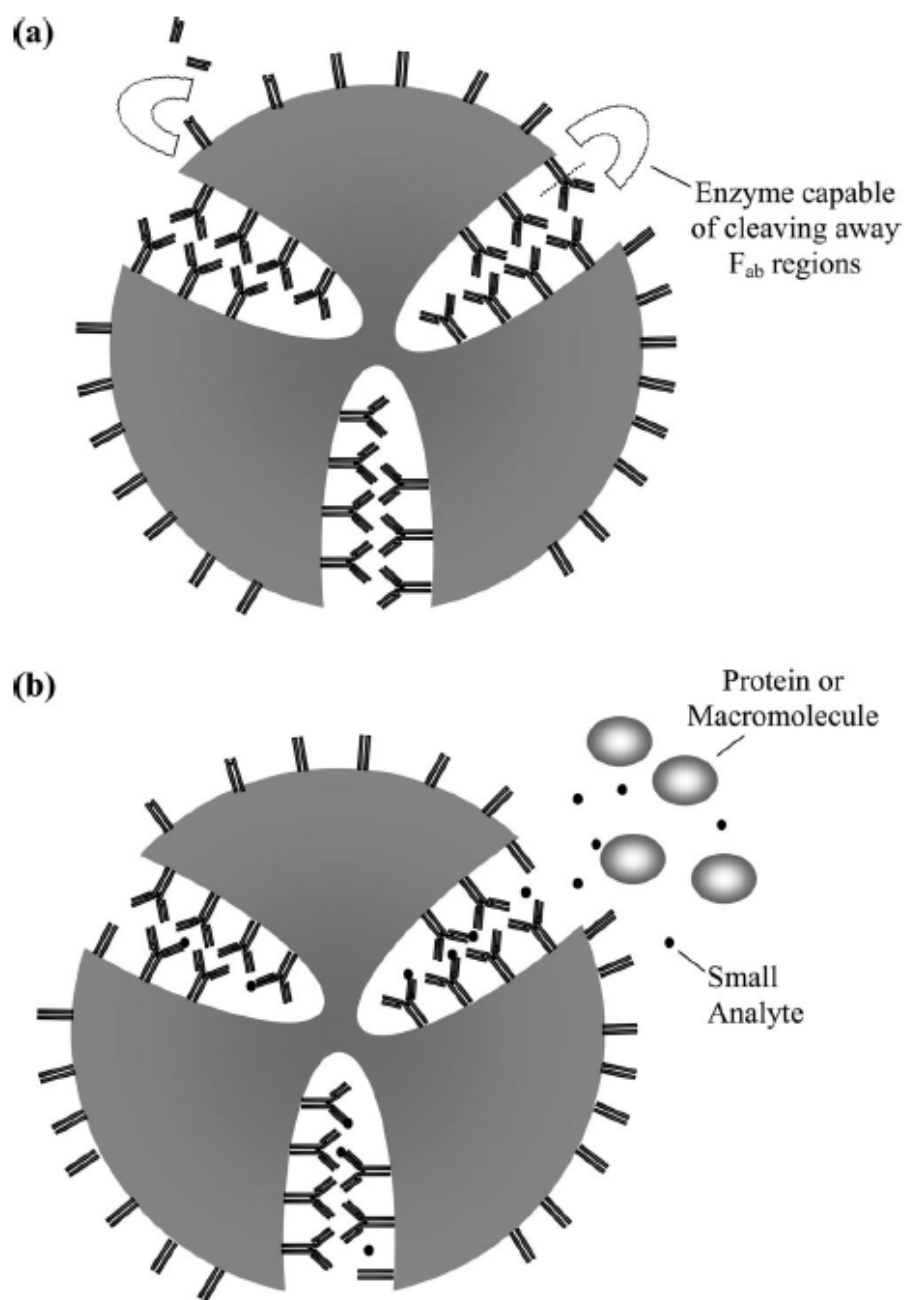 (a)
Enzyme capable
of cleaving away
Fab regions
(b)
Protein or
Macromolecule
Small
Analyte